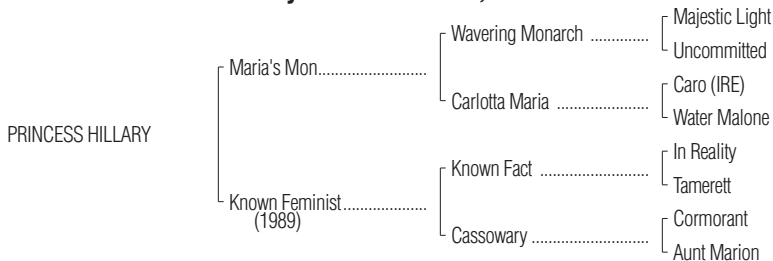 Majestic Light
Wavering Monarch ..............
Uncommitted
Maria's Mon..........................
Caro (IRE)
Carlotta Maria ......................
Water Malone
PRINCESS HILLARY
In Reality
Known Fact ..........................
Tamerett
Known Feminist....................
(1989)
Cormorant
Cassowary ............................
Aunt Marion